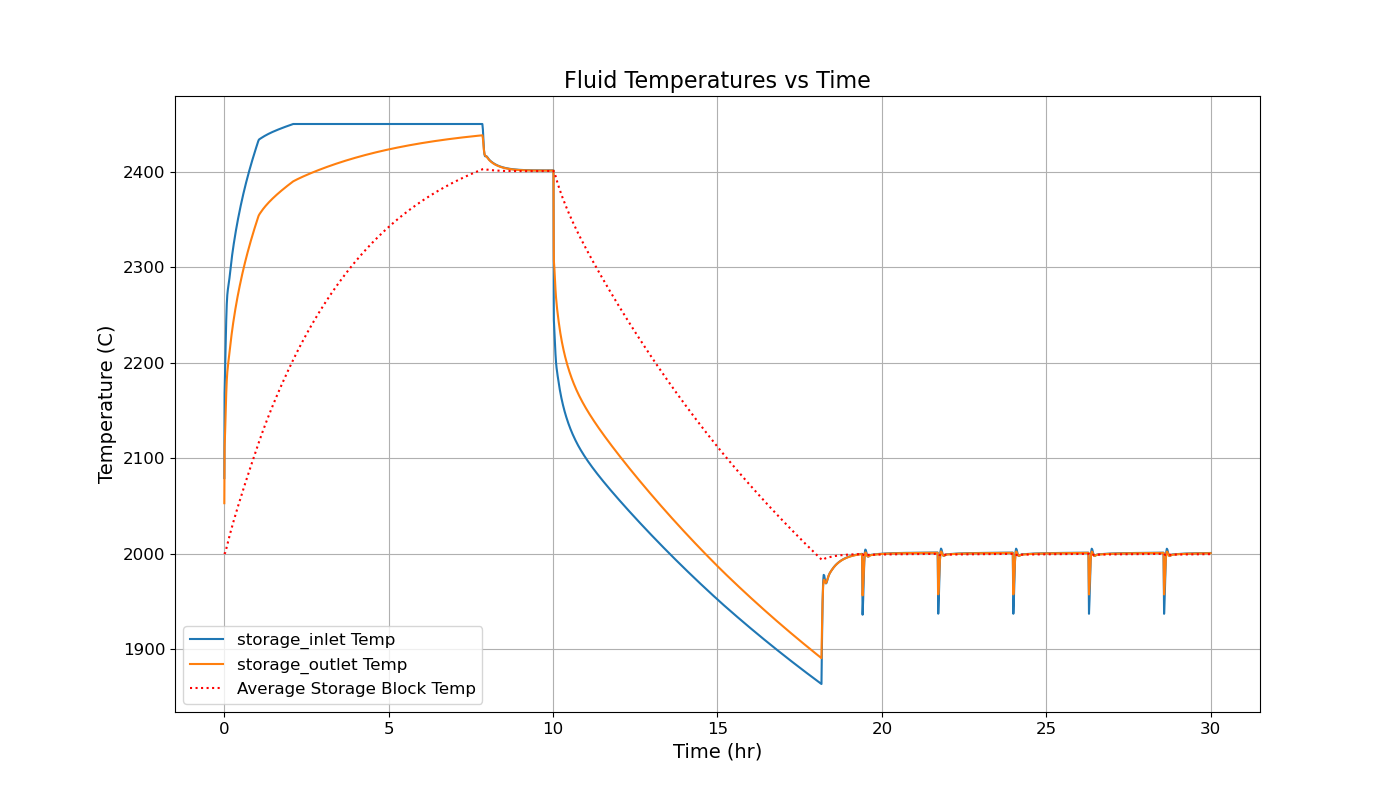 Fluid Temperatures vs Time
Temperature (C)
2400
2300
2200
2100
2000
1900
storage_inlet Temp
storage_outlet Temp
Average Storage Block Temp
0 5 10 15 20 25 30
Time (hr)